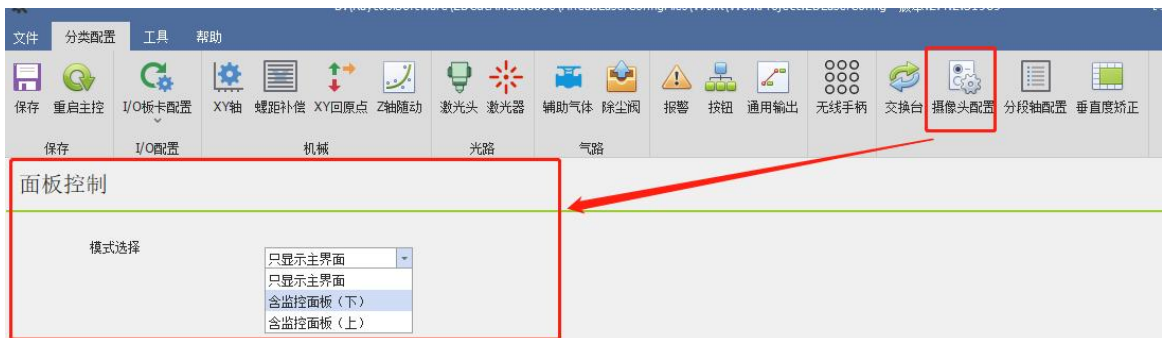 文件 分类配置 工具 帮助
保存 重启主控 I/O板卡配置 XY轴 螺距补偿 XY回原点 Z轴随动 激光头 激光器 辅助气体 除尘阀 报警 按钮 通用输出 无线手柄 交换台 摄像头配置 分段轴配置 垂直度矫正
保存 I/O配置 机械 光路 气路
面板控制
模式选择 只显示主界面
只显示主界面
含监控面板（下）
含监控面板（上）